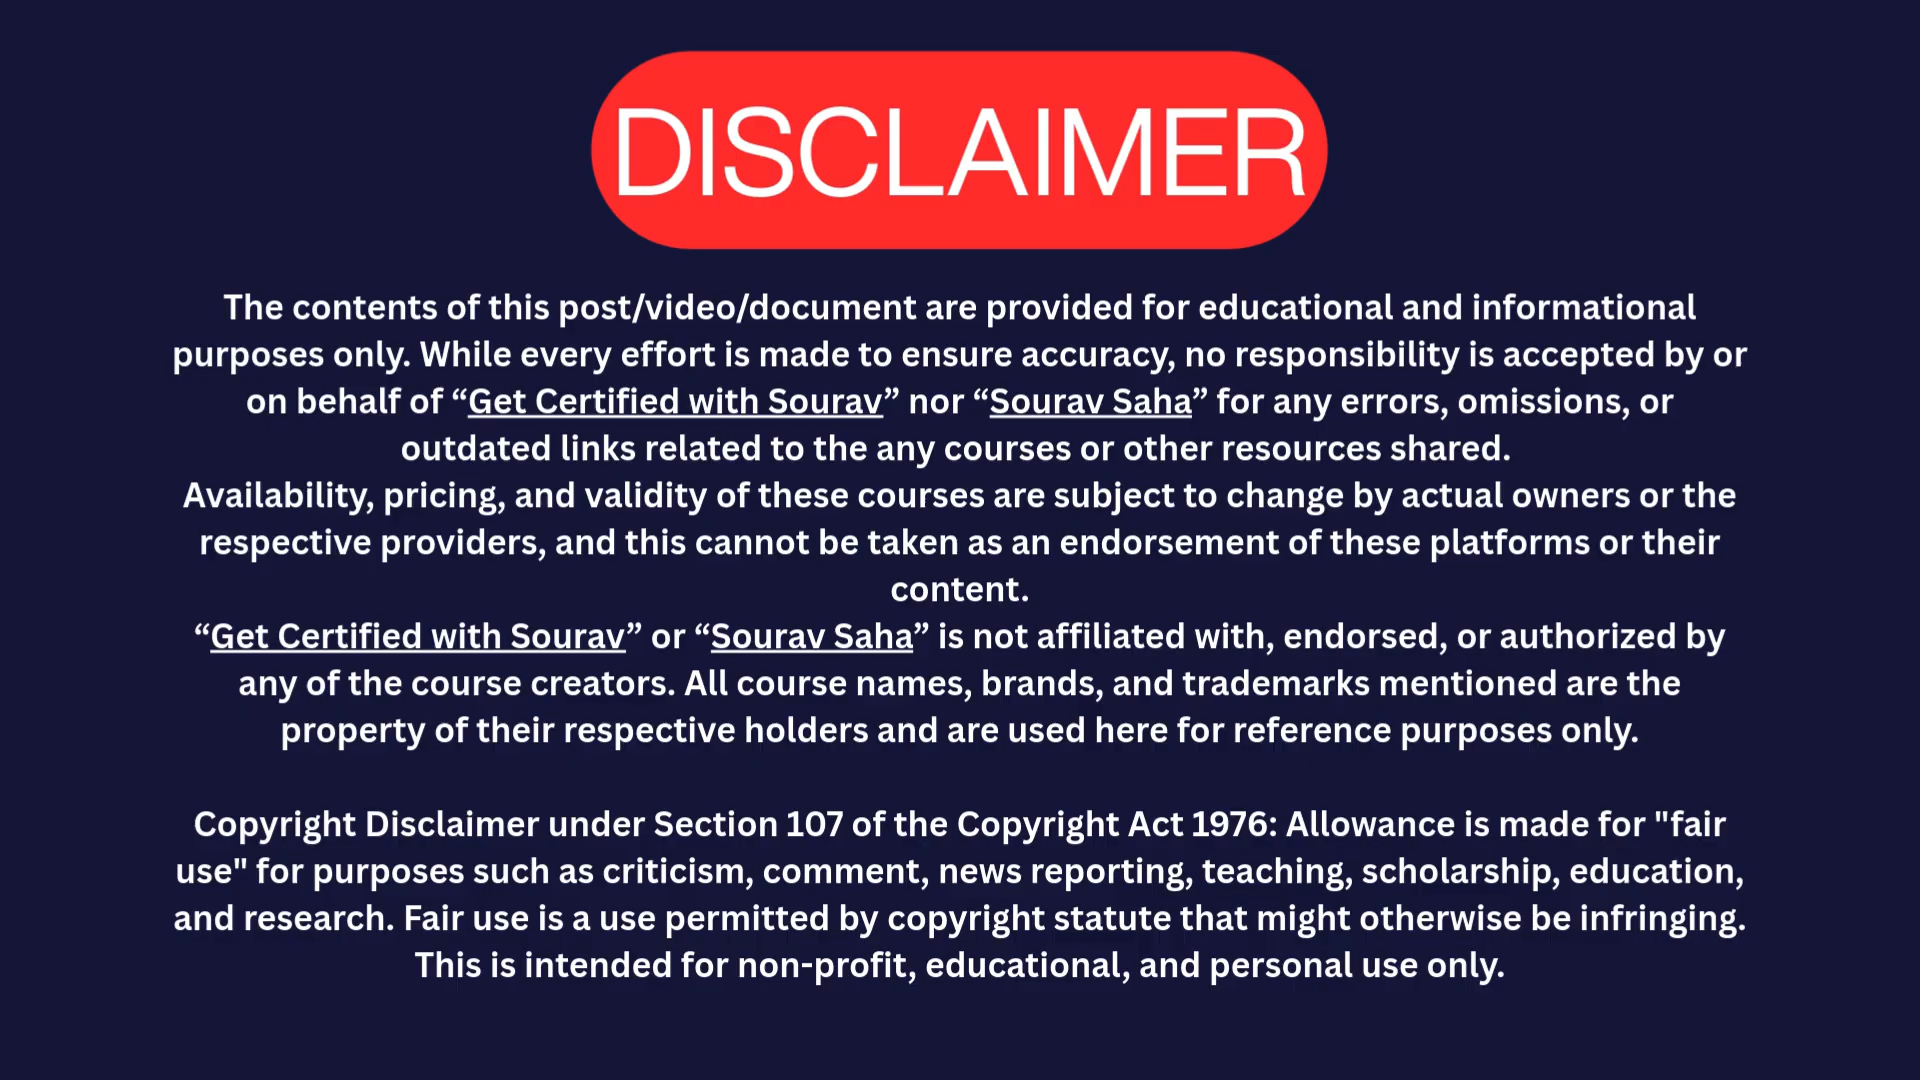 DISCLAIMER
The contents of this post/video/document are provided for educational and informational
purposes only. While every effort is made to ensure accuracy, no responsibility is accepted by or
on behalf of “Get Certified with Sourav” nor “Sourav Saha” for any errors, omissions, or
outdated links related to the any courses or other resources shared.
Availability, pricing, and validity of these courses are subject to change by actual owners or the
respective providers, and this cannot be taken as an endorsement of these platforms or their
content.
“Get Certified with Sourav” or “Sourav Saha” is not affiliated with, endorsed, or authorized by
any of the course creators. All course names, brands, and trademarks mentioned are the
property of their respective holders and are used here for reference purposes only.
Copyright Disclaimer under Section 107 of the Copyright Act 1976: Allowance is made for "fair
use" for purposes such as criticism, comment, news reporting, teaching, scholarship, education,
and research. Fair use is a use permitted by copyright statute that might otherwise be infringing.
This is intended for non-profit, educational, and personal use only.